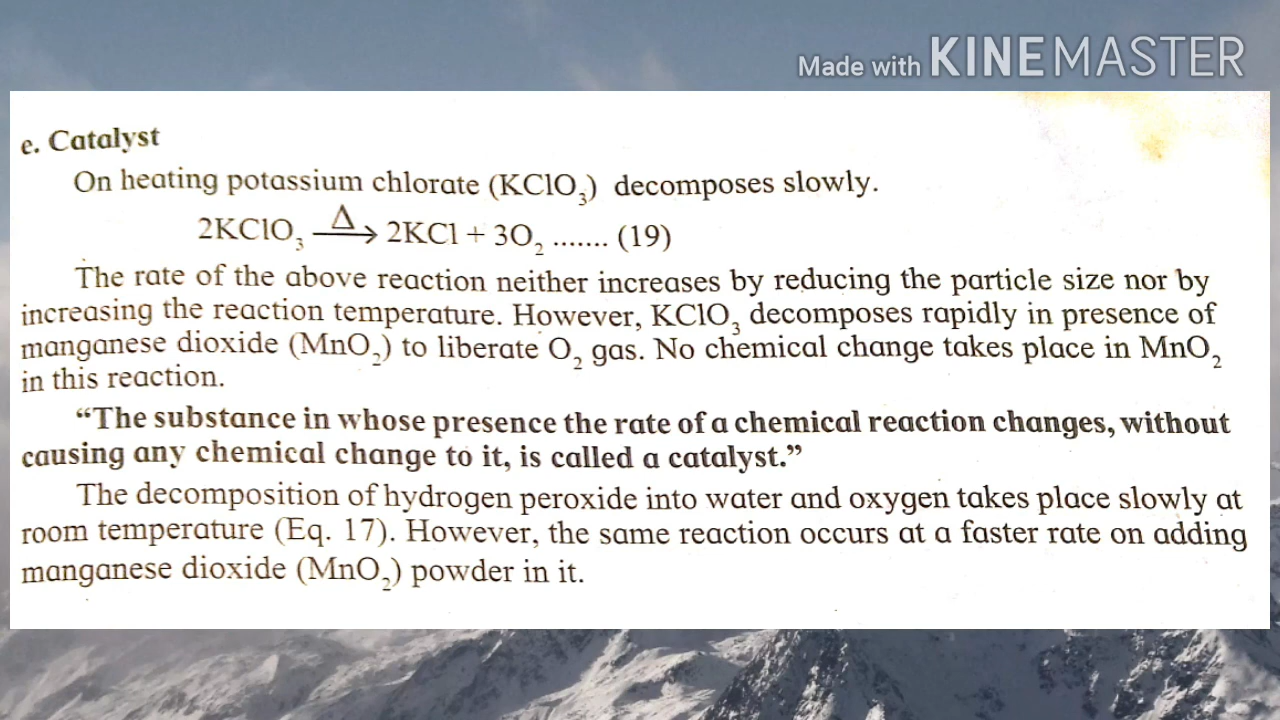 Made with KINEMASTER
e. Catalyst
On heating potassium chlorate (KClO₃) decomposes slowly.
2KClO₃ —Δ→ 2KCl + 3O₂ ....... (19)
The rate of the above reaction neither increases by reducing the particle size nor by
increasing the reaction temperature. However, KClO₃ decomposes rapidly in presence of
manganese dioxide (MnO₂) to liberate O₂ gas. No chemical change takes place in MnO₂
in this reaction.
“The substance in whose presence the rate of a chemical reaction changes, without
causing any chemical change to it, is called a catalyst.”
The decomposition of hydrogen peroxide into water and oxygen takes place slowly at
room temperature (Eq. 17). However, the same reaction occurs at a faster rate on adding
manganese dioxide (MnO₂) powder in it.